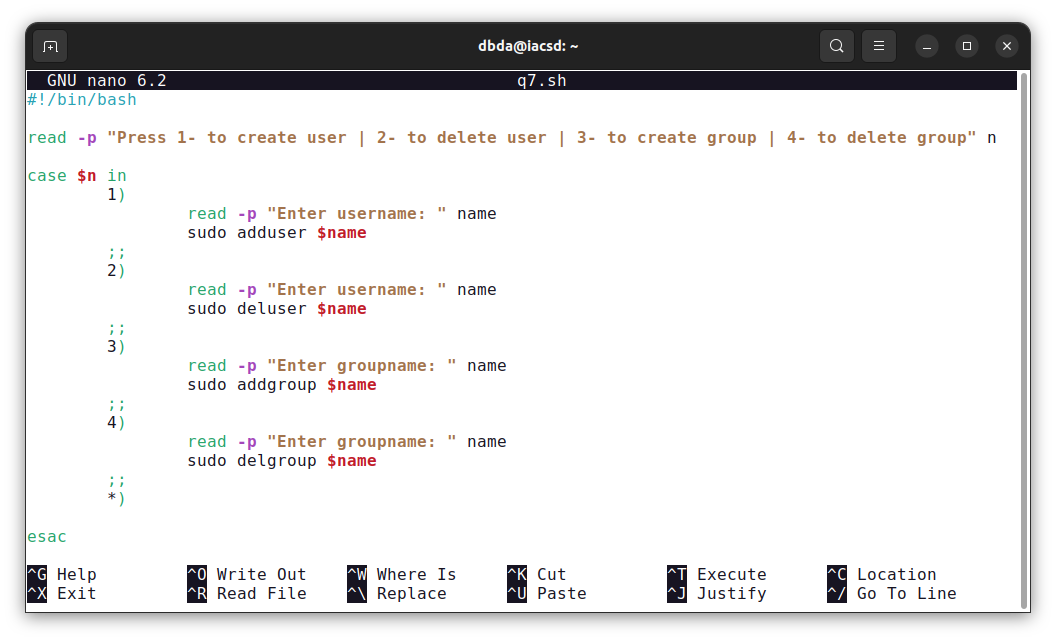 dbda@iacsd: ~
GNU nano 6.2 q7.sh
#!/bin/bash
read -p "Press 1- to create user | 2- to delete user | 3- to create group | 4- to delete group" n
case $n in
1)
read -p "Enter username: " name
sudo adduser $name
;;
2)
read -p "Enter username: " name
sudo deluser $name
;;
3)
read -p "Enter groupname: " name
sudo addgroup $name
;;
4)
read -p "Enter groupname: " name
sudo delgroup $name
;;
*)
esac
^G Help ^O Write Out ^W Where Is ^K Cut ^T Execute ^C Location
^X Exit ^R Read File ^\ Replace ^U Paste ^J Justify ^/ Go To Line